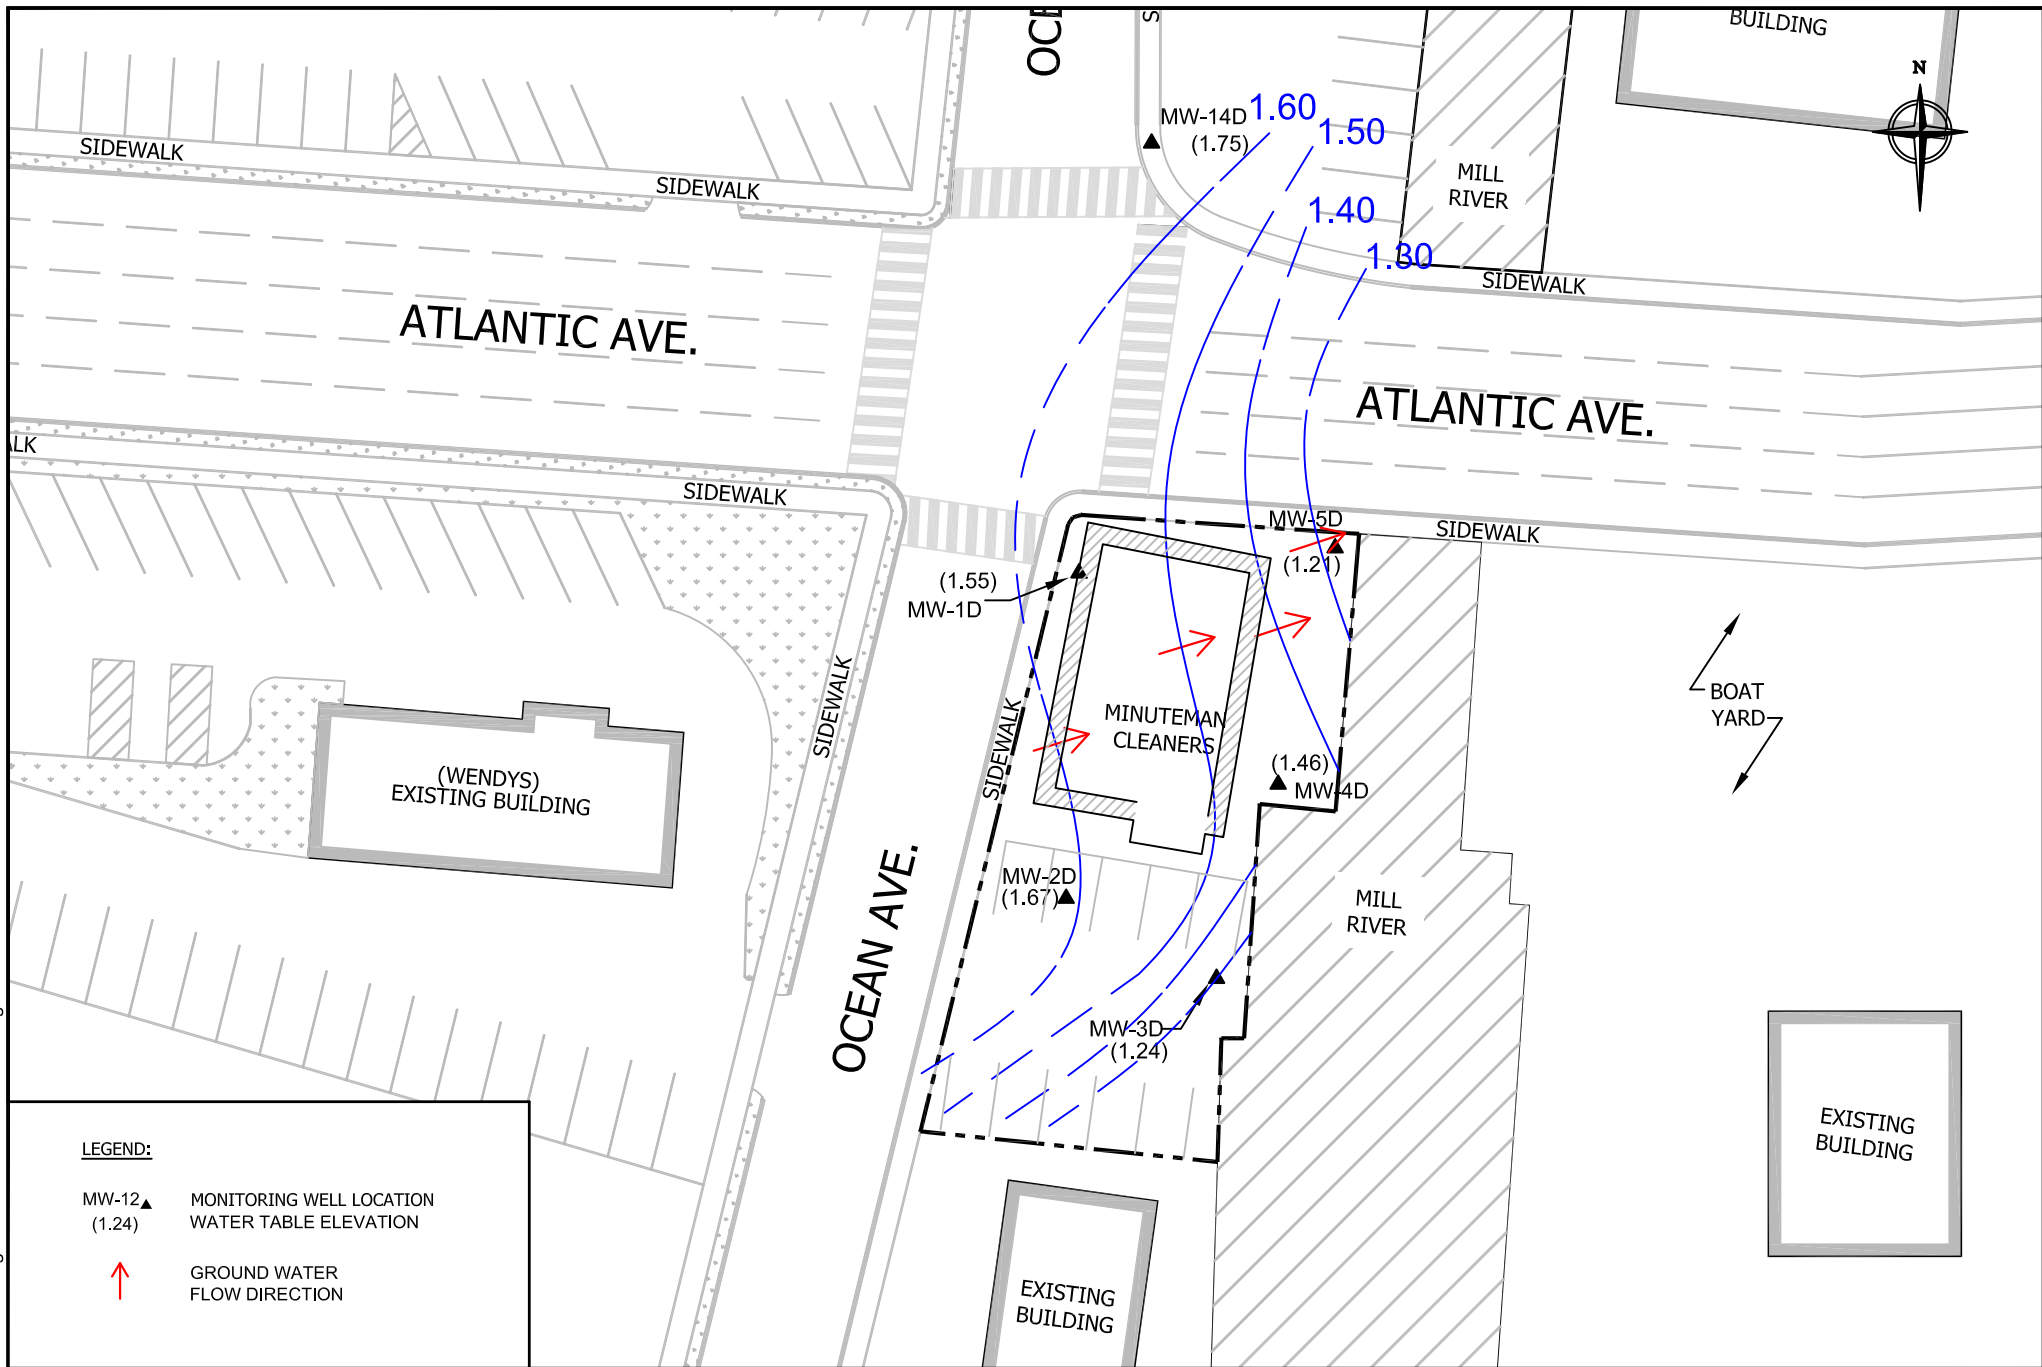 OCE
S
BUILDING
N
MW-14D
(1.75)
1.60
1.50
1.40
1.30
MILL
RIVER
SIDEWALK
SIDEWALK
SIDEWALK
ATLANTIC AVE.
ATLANTIC AVE.
ALK
SIDEWALK
SIDEWALK
MW-5D
(1.21)
(1.55)
MW-1D
SIDEWALK
SIDEWALK
MINUTEMAN
CLEANERS
BOAT
YARD
(WENDYS)
EXISTING BUILDING
(1.46)
MW-4D
MW-2D
(1.67)
MILL
RIVER
OCEAN AVE.
MW-3D
(1.24)
EXISTING
BUILDING
EXISTING
BUILDING
LEGEND:
MW-12
(1.24)
MONITORING WELL LOCATION
WATER TABLE ELEVATION
GROUND WATER
FLOW DIRECTION